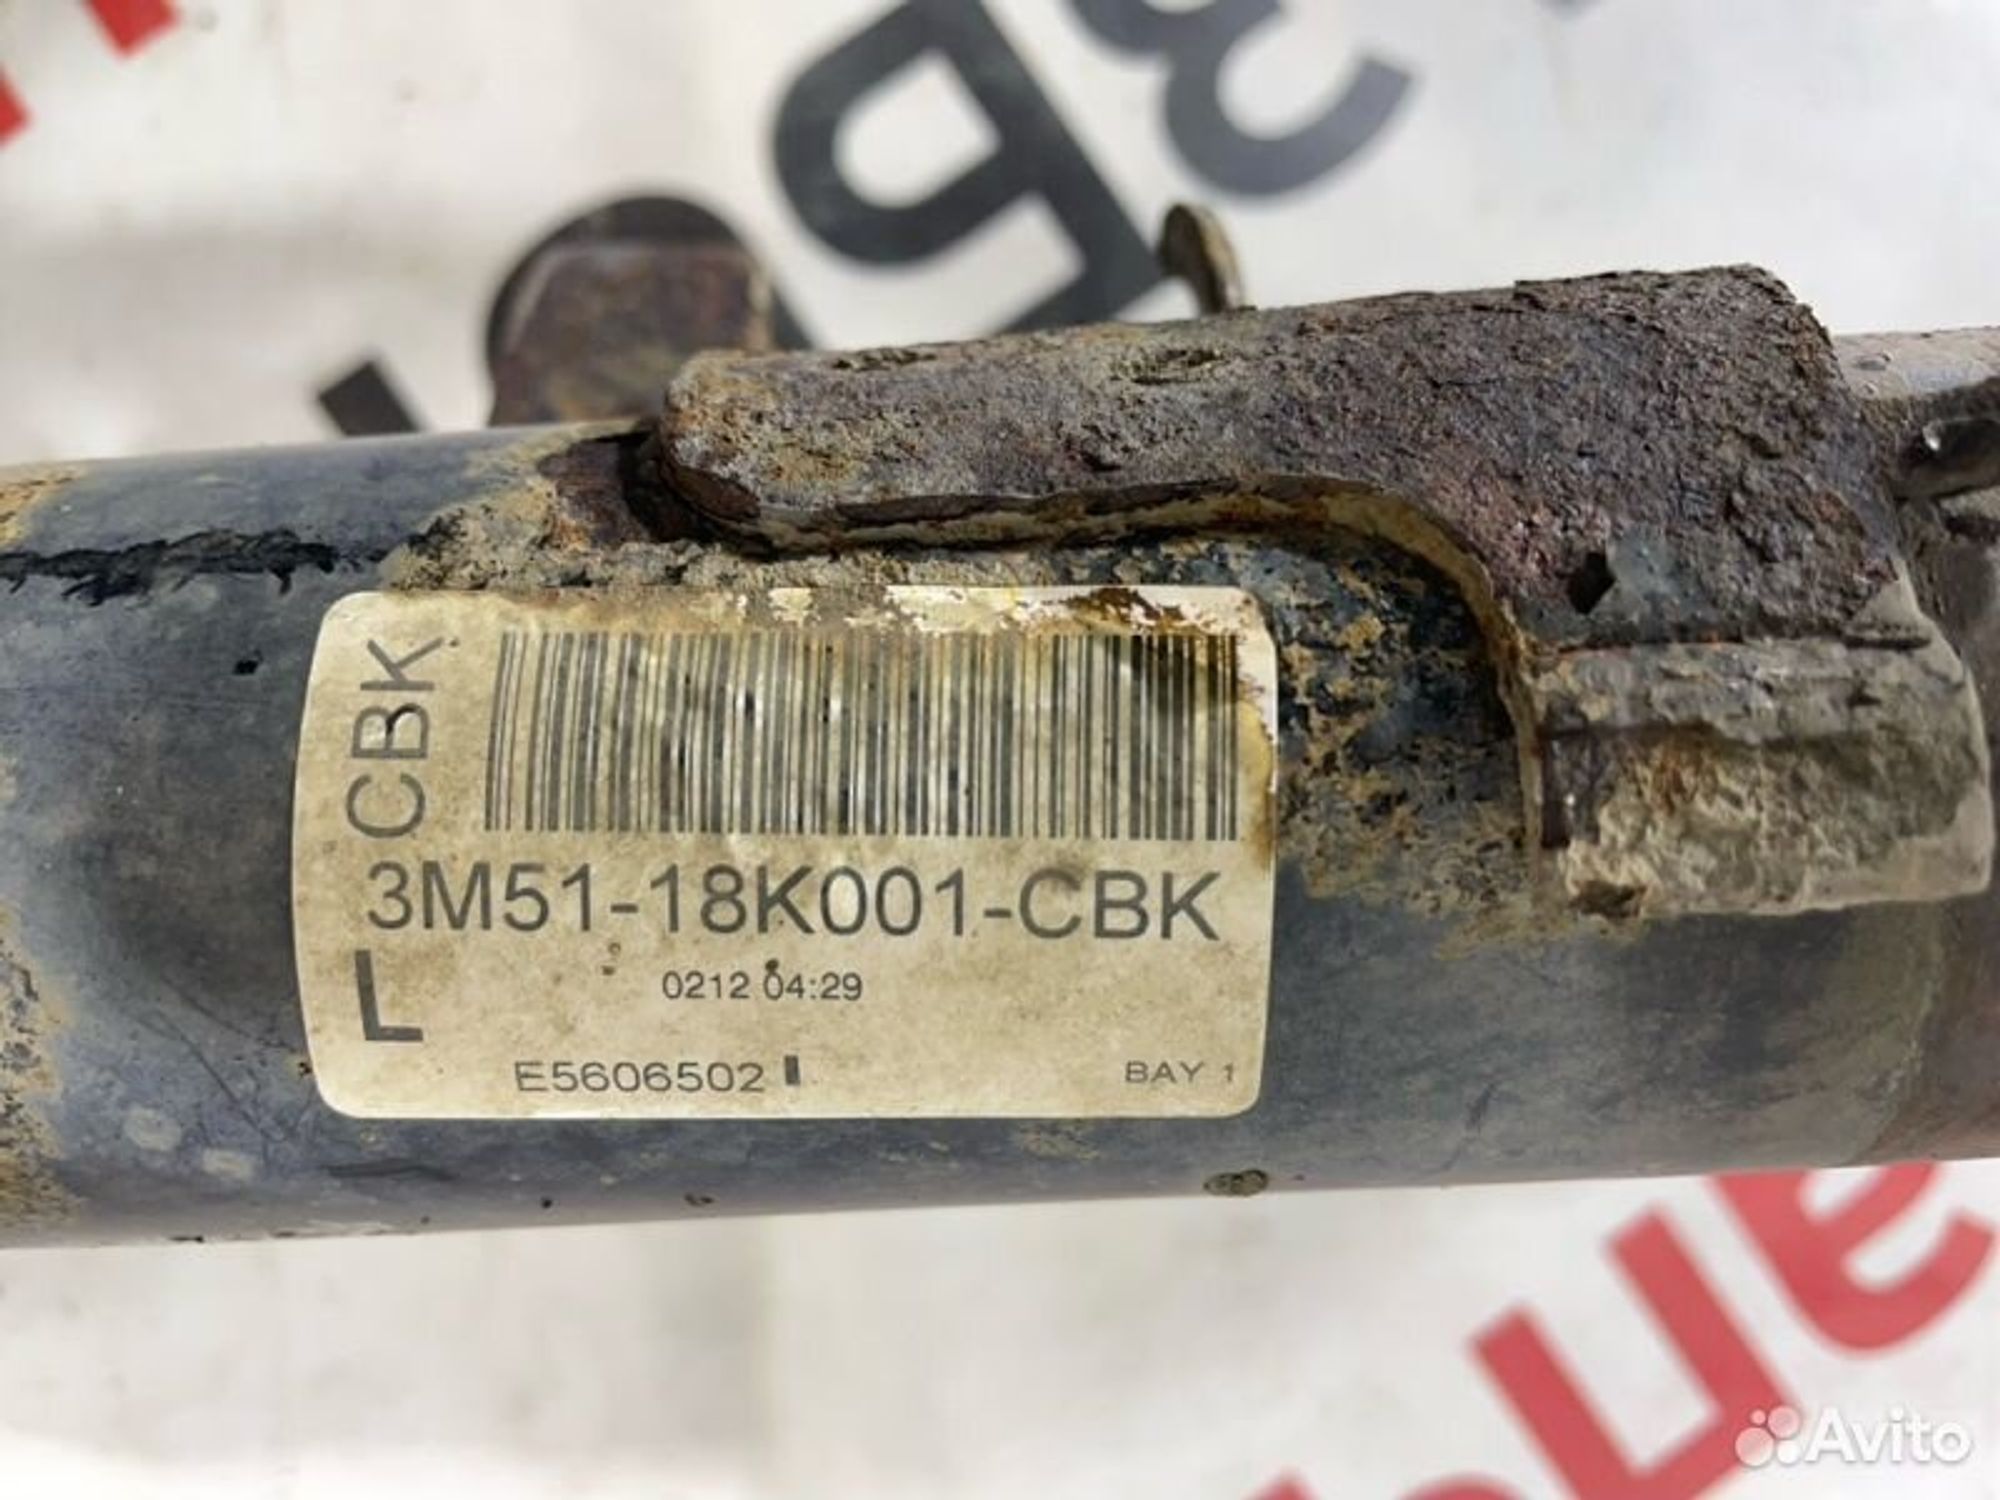 CBK
3M51-18K001-CBK
L
0212 04:29
E5606502
BAY 1
Avito